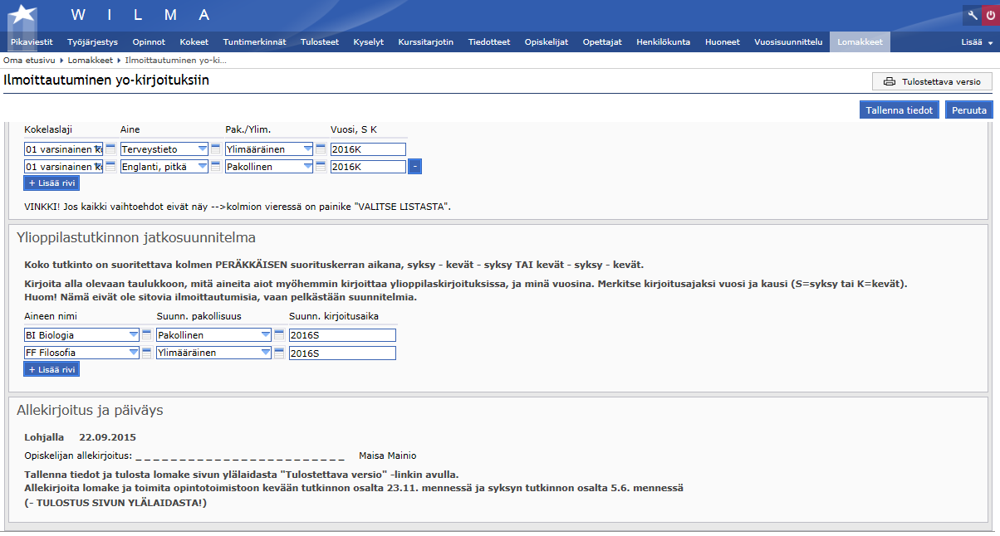 W I L M A
Pikaviestit Työjärjestys Opinnot Kokeet Tuntimerkinnät Tulosteet Kyselyt Kurssitarjotin Tiedotteet Opiskelijat Opettajat Henkilökunta Huoneet Vuosisuunnittelu Lomakkeet Lisää
Oma etusivu Lomakkeet Ilmoittautuminen yo-ki...
Ilmoittautuminen yo-kirjoituksiin
Tulostettava versio
Tallenna tiedot Peruuta
Kokelaslaji Aine Pak./Ylim. Vuosi, S K
01 varsinainen Terveystieto Ylimääräinen 2016K
01 varsinainen Englanti, pitkä Pakollinen 2016K -
+ Lisää rivi
VINKKI! Jos kaikki vaihtoehdot eivät näy -->kolmion vieressä on painike "VALITSE LISTASTA".
Ylioppilastutkinnon jatkosuunnitelma
Koko tutkinto on suoritettava kolmen PERÄKKÄISEN suorituskerran aikana, syksy - kevät - syksy TAI kevät - syksy - kevät.
Kirjoita alla olevaan taulukkoon, mitä aineita aiot myöhemmin kirjoittaa ylioppilaskirjoituksissa, ja minä vuosina. Merkitse kirjoitusajaksi vuosi ja kausi (S=syksy tai K=kevät).
Huom! Nämä eivät ole sitovia ilmoittautumisia, vaan pelkästään suunnitelmia.
Aineen nimi Suunn. pakollisuus Suunn. kirjoitusaika
BI Biologia Pakollinen 2016S
FF Filosofia Ylimääräinen 2016S
+ Lisää rivi
Allekirjoitus ja päiväys
Lohjalla 22.09.2015
Opiskelijan allekirjoitus: _ _ _ _ _ _ _ _ _ _ _ _ _ _ _ _ _ _ _ _ _ _ _ _ Maisa Mainio
Tallenna tiedot ja tulosta lomake sivun ylälaidasta "Tulostettava versio" -linkin avulla.
Allekirjoita lomake ja toimita opintotoimistoon kevään tutkinnon osalta 23.11. mennessä ja syksyn tutkinnon osalta 5.6. mennessä
(- TULOSTUS SIVUN YLÄLAIDASTA!)